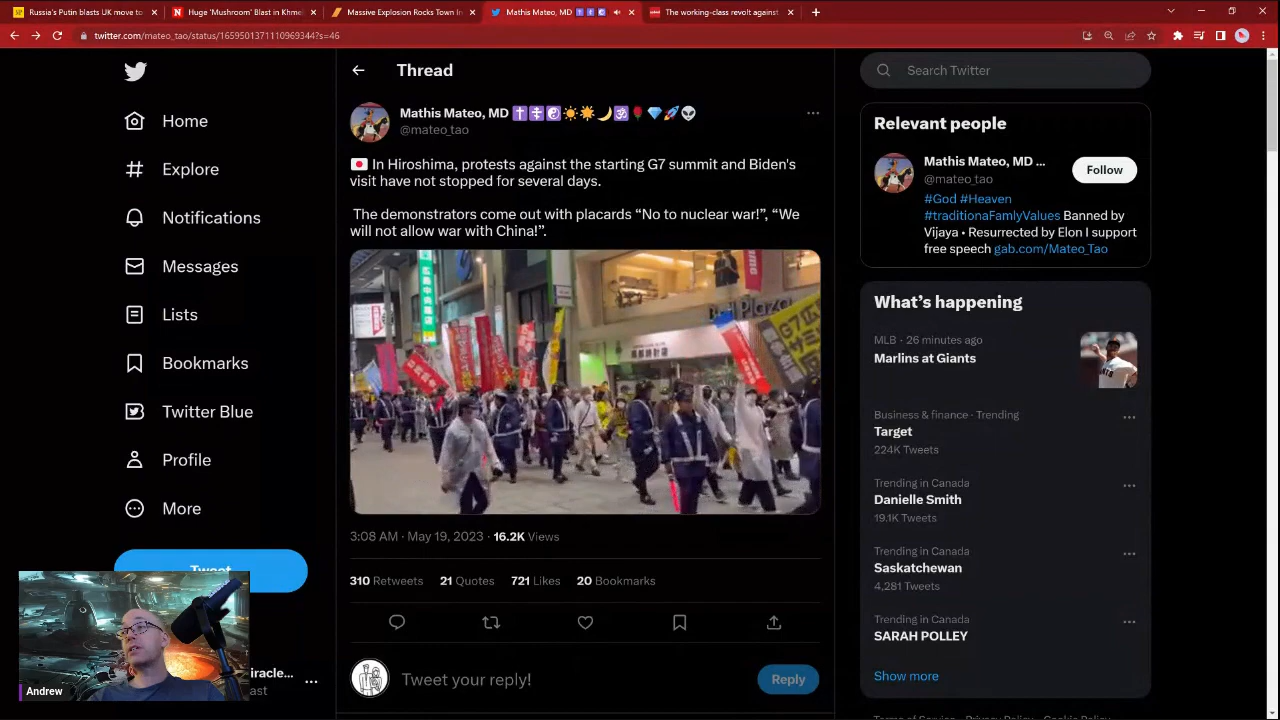 Russia's Putin blasts UK move to
Huge 'Mushroom' Blast in Khme
Massive Explosion Rocks Town In
Mathis Mateo, MD ✝️☦️☯️
The working-class revolt against
twitter.com/mateo_tao/status/1659501371110969344?s=46
Thread
Search Twitter
Home
Explore
Notifications
Messages
Lists
Bookmarks
Twitter Blue
Profile
More
Tweet
iracle...
ast
Andrew
Mathis Mateo, MD ✝️☦️☯️☀️🌞🌙🕉️🌹💎🚀👽
@mateo_tao
🇯🇵 In Hiroshima, protests against the starting G7 summit and Biden's
visit have not stopped for several days.
The demonstrators come out with placards “No to nuclear war!”, “We
will not allow war with China!”.
3:08 AM · May 19, 2023 · 16.2K Views
310 Retweets 21 Quotes 721 Likes 20 Bookmarks
Tweet your reply!
Reply
Relevant people
Mathis Mateo, MD ...
@mateo_tao
Follow
#God #Heaven
#traditionaFamlyValues Banned by
Vijaya • Resurrected by Elon I support
free speech gab.com/Mateo_Tao
What's happening
MLB · 26 minutes ago
Marlins at Giants
Business & finance · Trending
Target
224K Tweets
Trending in Canada
Danielle Smith
19.1K Tweets
Trending in Canada
Saskatchewan
4,281 Tweets
Trending in Canada
SARAH POLLEY
Show more